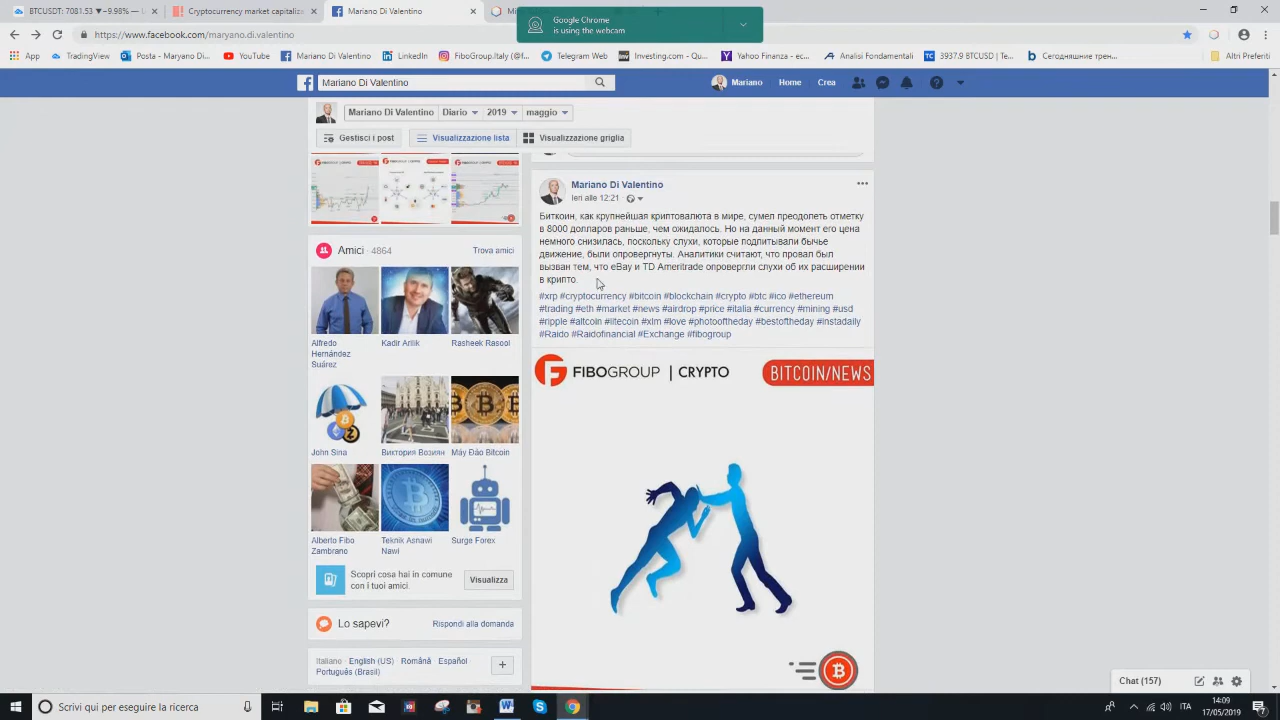 BTCUSDT: 7081.53 ▼−9.98% —
Cryptocurrency market capitaliz
(157) Mariano Di Valentino
Google Chrome
is using the webcam
https://www.facebook.com/maryano.di.valentino
App
TradingView
Posta - Maryano D...
YouTube
Mariano Di Valentino
LinkedIn
FiboGroup.Italy (@f...
Telegram Web
Investing.com - Qu...
Yahoo Finanza - ec...
Analisi Fondamentali
3937.9 BTCUSD | T...
Сегодняшние трен...
Altri Preferiti
Mariano Di Valentino
Mariano
Home
Crea
Mariano Di Valentino
Diario
2019
maggio
Gestisci i post
Visualizzazione lista
Visualizzazione griglia
Amici · 4864
Trova amici
Alfredo
Hernández
Suárez
Kadir Arilik
Rasheek Rasool
John Sina
Виктория Возиян
Máy Đào Bitcoin
Alberto Fibo
Zambrano
Teknik Asnawi
Nawi
Surge Forex
Scopri cosa hai in comune
con i tuoi amici.
Visualizza
Lo sapevi?
Rispondi alla domanda
Italiano · English (US) · Română · Español ·
Português (Brasil)
Mariano Di Valentino
Ieri alle 12:21
Биткоин, как крупнейшая криптовалюта в мире, сумел преодолеть отметку
в 8000 долларов раньше, чем ожидалось. Но на данный момент его цена
немного снизилась, поскольку слухи, которые подпитывали бычье
движение, были опровергнуты. Аналитики считают, что провал был
вызван тем, что eBay и TD Ameritrade опровергли слухи об их расширении
в крипто.
#xrp #cryptocurrency #bitcoin #blockchain #crypto #btc #ico #ethereum
#trading #eth #market #news #airdrop #price #italia #currency #mining #usd
#ripple #altcoin #litecoin #xlm #love #photooftheday #bestoftheday #instadaily
#Raido #Raidofinancial #Exchange #fibogroup
FIBOGROUP | CRYPTO
BITCOIN/NEWS
Chat (157)
Scrivi qui per eseguire la ricerca
ITA
14:09
17/05/2019